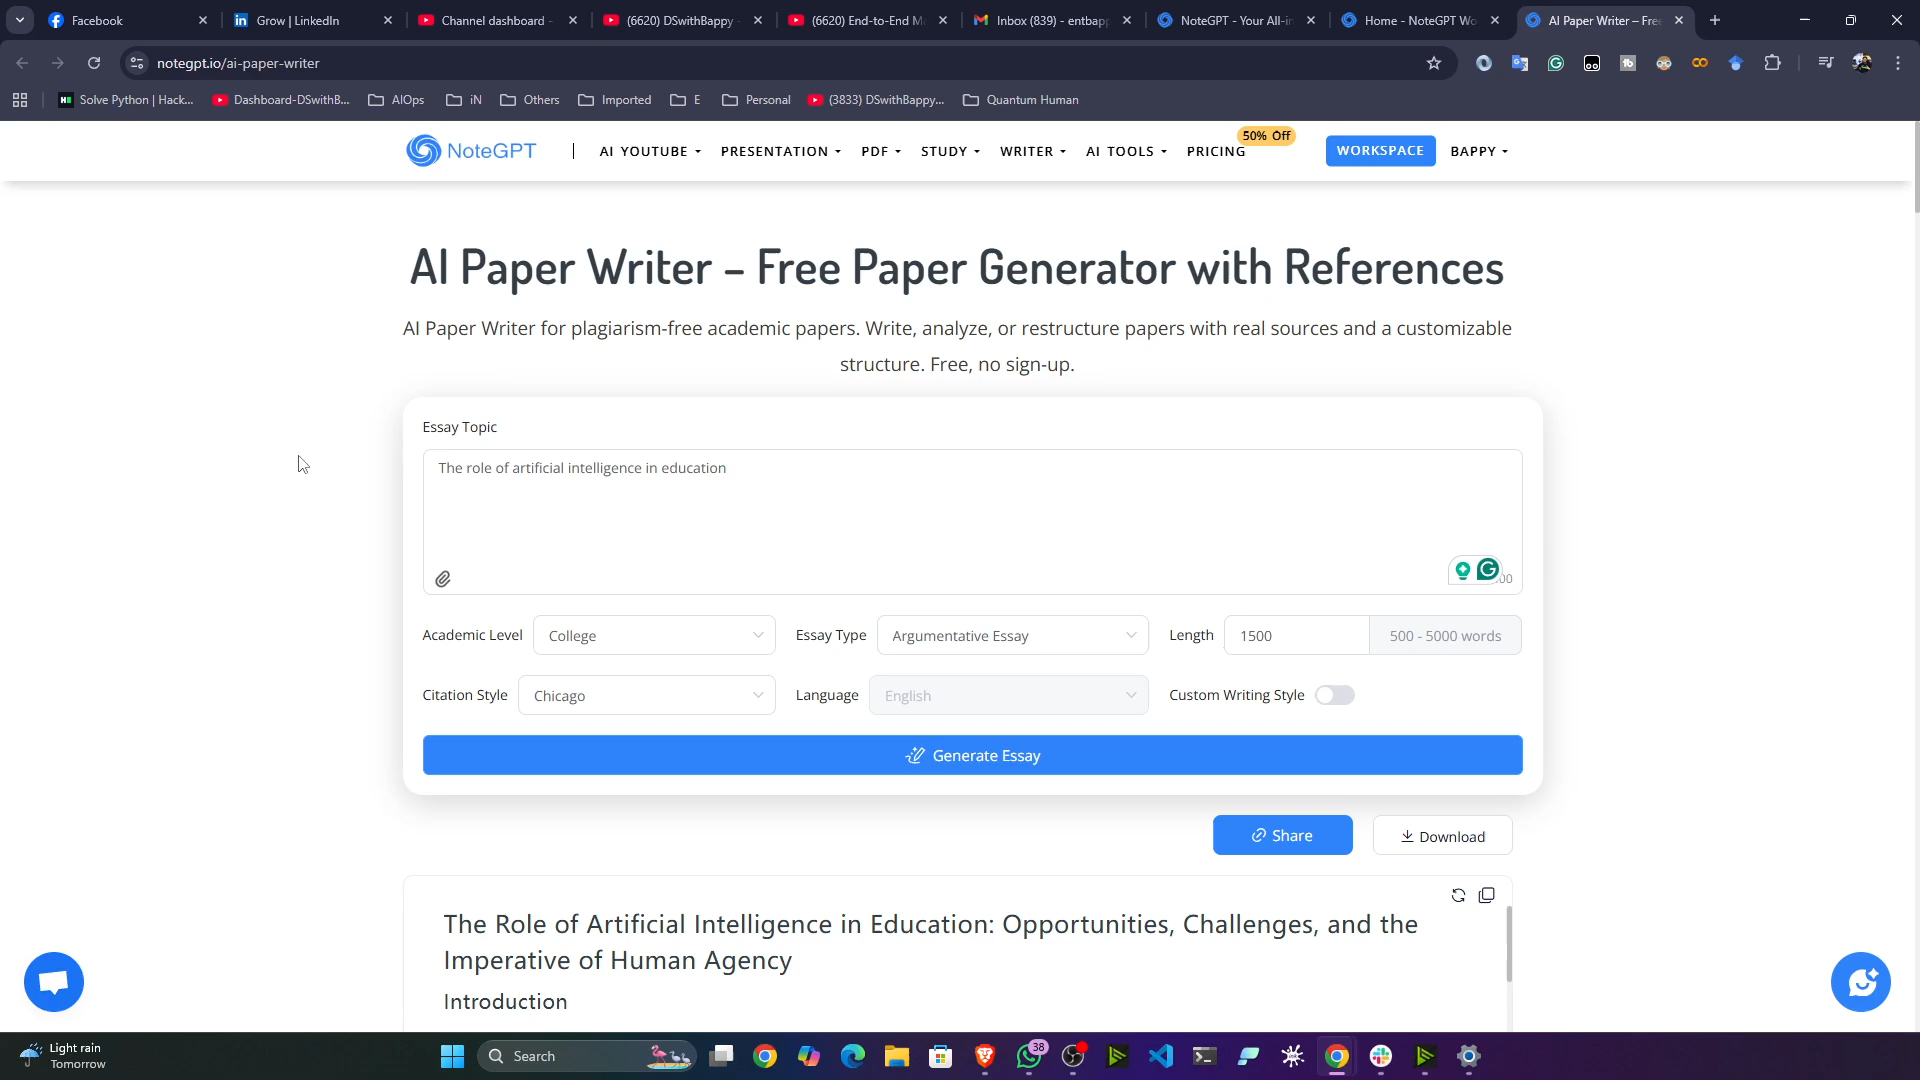 Facebook
Grow | LinkedIn
Channel dashboard -
(6620) DSwithBappy
(6620) End-to-End M
Inbox (839) - entbapp
NoteGPT - Your All-in
Home - NoteGPT Wo
AI Paper Writer – Fre
notegpt.io/ai-paper-writer
Solve Python | Hack...
Dashboard-DSwithB...
AIOps
iN
Others
Imported
E
Personal
(3833) DSwithBappy...
Quantum Human
NoteGPT
AI YOUTUBE
PRESENTATION
PDF
STUDY
WRITER
AI TOOLS
PRICING
50% Off
WORKSPACE
BAPPY
AI Paper Writer – Free Paper Generator with References
AI Paper Writer for plagiarism-free academic papers. Write, analyze, or restructure papers with real sources and a customizable
structure. Free, no sign-up.
Essay Topic
The role of artificial intelligence in education
00
Academic Level College Essay Type Argumentative Essay Length 1500 500 - 5000 words
Citation Style Chicago Language English Custom Writing Style
Generate Essay
Share
Download
The Role of Artificial Intelligence in Education: Opportunities, Challenges, and the
Imperative of Human Agency
Introduction
Light rain
Tomorrow
Search
38